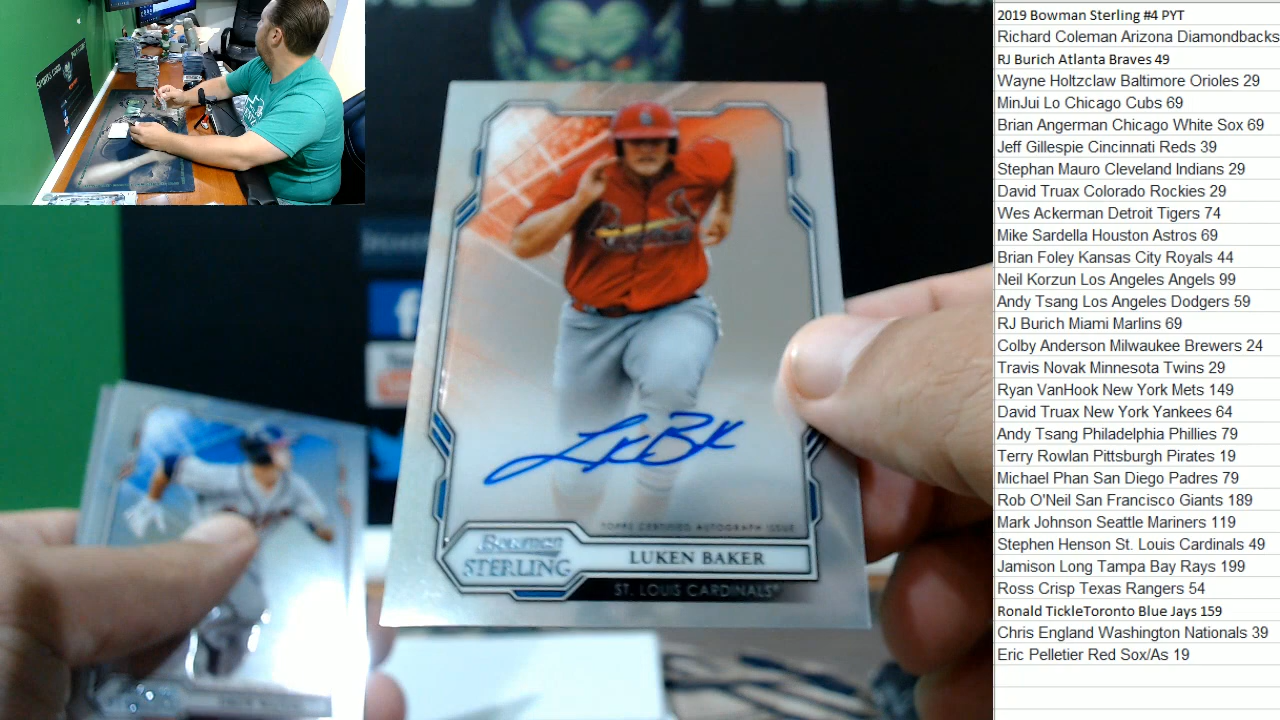 TOPPS CERTIFIED AUTOGRAPH ISSUE
Bowman
STERLING
LUKEN BAKER
ST. LOUIS CARDINALS
2019 Bowman Sterling #4 PYT
Richard Coleman Arizona Diamondbacks
RJ Burich Atlanta Braves 49
Wayne Holtzclaw Baltimore Orioles 29
MinJui Lo Chicago Cubs 69
Brian Angerman Chicago White Sox 69
Jeff Gillespie Cincinnati Reds 39
Stephan Mauro Cleveland Indians 29
David Truax Colorado Rockies 29
Wes Ackerman Detroit Tigers 74
Mike Sardella Houston Astros 69
Brian Foley Kansas City Royals 44
Neil Korzun Los Angeles Angels 99
Andy Tsang Los Angeles Dodgers 59
RJ Burich Miami Marlins 69
Colby Anderson Milwaukee Brewers 24
Travis Novak Minnesota Twins 29
Ryan VanHook New York Mets 149
David Truax New York Yankees 64
Andy Tsang Philadelphia Phillies 79
Terry Rowlan Pittsburgh Pirates 19
Michael Phan San Diego Padres 79
Rob O'Neil San Francisco Giants 189
Mark Johnson Seattle Mariners 119
Stephen Henson St. Louis Cardinals 49
Jamison Long Tampa Bay Rays 199
Ross Crisp Texas Rangers 54
Ronald TickleToronto Blue Jays 159
Chris England Washington Nationals 39
Eric Pelletier Red Sox/As 19